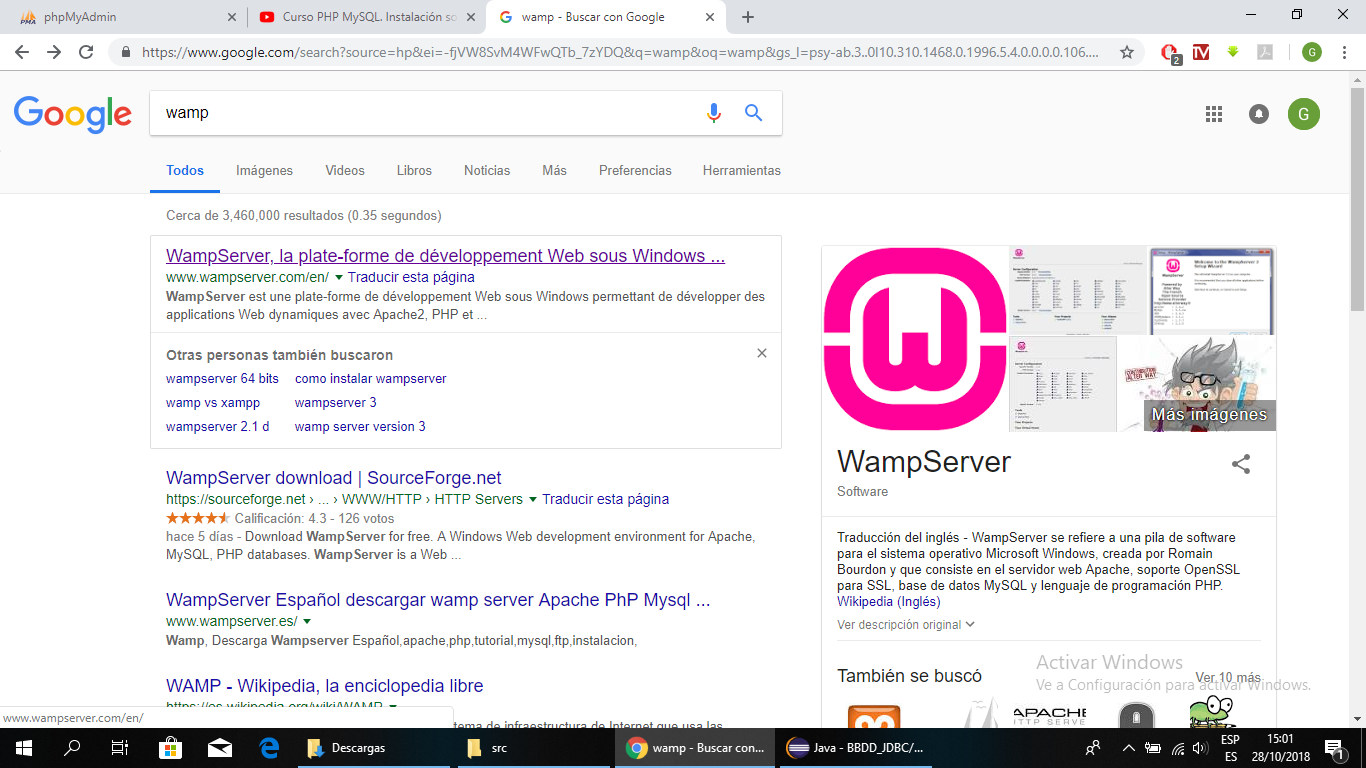 phpMyAdmin
Curso PHP MySQL. Instalación so
wamp - Buscar con Google
https://www.google.com/search?source=hp&ei=-fjVW8SvM4WFwQTb_7zYDQ&q=wamp&oq=wamp&gs_l=psy-ab.3..0l10.310.1468.0.1996.5.4.0.0.0.0.106....
2
TV
G
Google
wamp
G
Todos
Imágenes
Videos
Libros
Noticias
Más
Preferencias
Herramientas
Cerca de 3,460,000 resultados (0.35 segundos)
WampServer, la plate-forme de développement Web sous Windows ...
www.wampserver.com/en/ Traducir esta página
WampServer est une plate-forme de développement Web sous Windows permettant de développer des
applications Web dynamiques avec Apache2, PHP et ...
Otras personas también buscaron
wampserver 64 bits como instalar wampserver
wamp vs xampp wampserver 3
wampserver 2.1 d wamp server version 3
WampServer download | SourceForge.net
https://sourceforge.net › ... › WWW/HTTP › HTTP Servers Traducir esta página
Calificación: 4.3 - 126 votos
hace 5 días - Download WampServer for free. A Windows Web development environment for Apache,
MySQL, PHP databases. WampServer is a Web ...
WampServer Español descargar wamp server Apache PhP Mysql ...
www.wampserver.es/
Wamp, Descarga Wampserver Español,apache,php,tutorial,mysql,ftp,instalacion,
WAMP - Wikipedia, la enciclopedia libre
https://es.wikipedia.org/wiki/WAMP
tema de infraestructura de Internet que usa las
www.wampserver.com/en/
Más imágenes
WampServer
Software
Traducción del inglés - WampServer se refiere a una pila de software
para el sistema operativo Microsoft Windows, creada por Romain
Bourdon y que consiste en el servidor web Apache, soporte OpenSSL
para SSL, base de datos MySQL y lenguaje de programación PHP.
Wikipedia (Inglés)
Ver descripción original
También se buscó
Ver 10 más
APACHE
HTTP SERVE
Activar Windows
Ve a Configuración para activar Windows.
Descargas
src
wamp - Buscar con...
Java - BBDD_JDBC/...
ESP
ES
15:01
28/10/2018
1